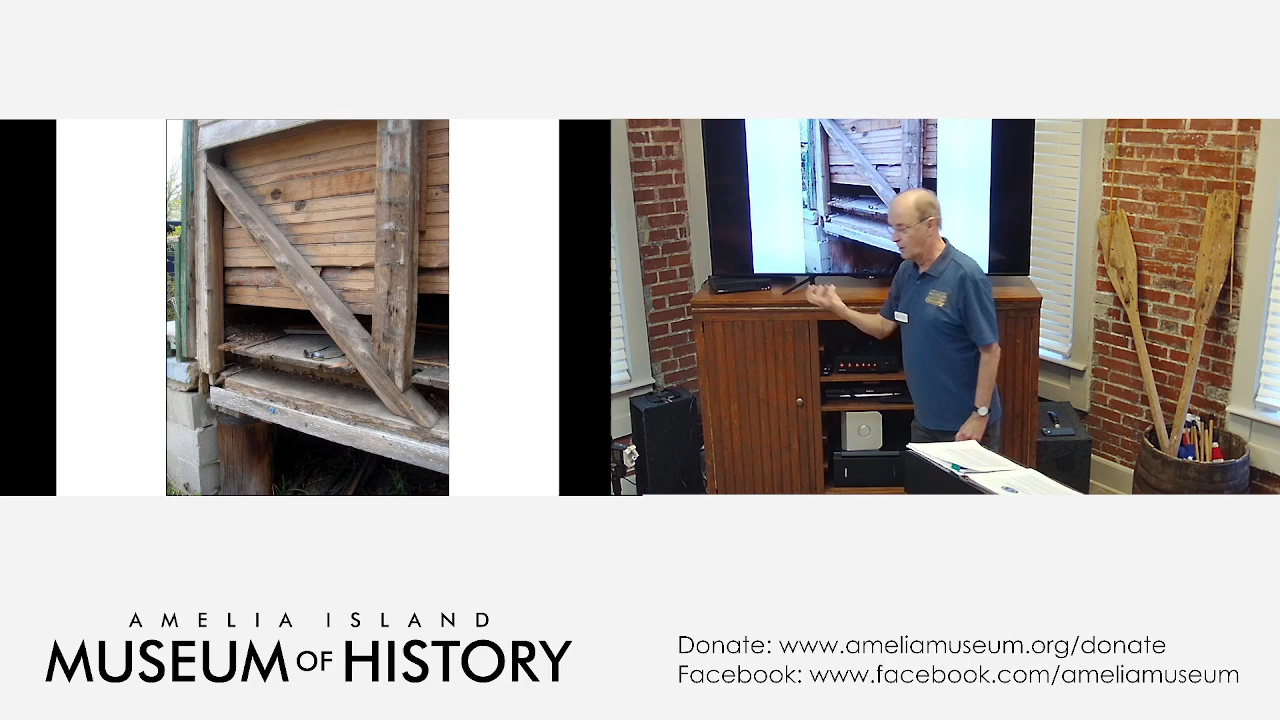 AMELIA ISLAND
MUSEUM OF HISTORY
Donate: www.ameliamuseum.org/donate
Facebook: www.facebook.com/ameliamuseum